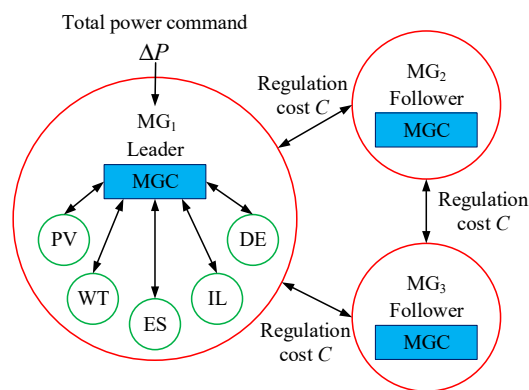 Total power command
ΔP
MG₁
Leader
MGC
PV
WT
ES
IL
DE
Regulation
cost C
MG₂
Follower
MGC
Regulation
cost C
Regulation
cost C
MG₃
Follower
MGC